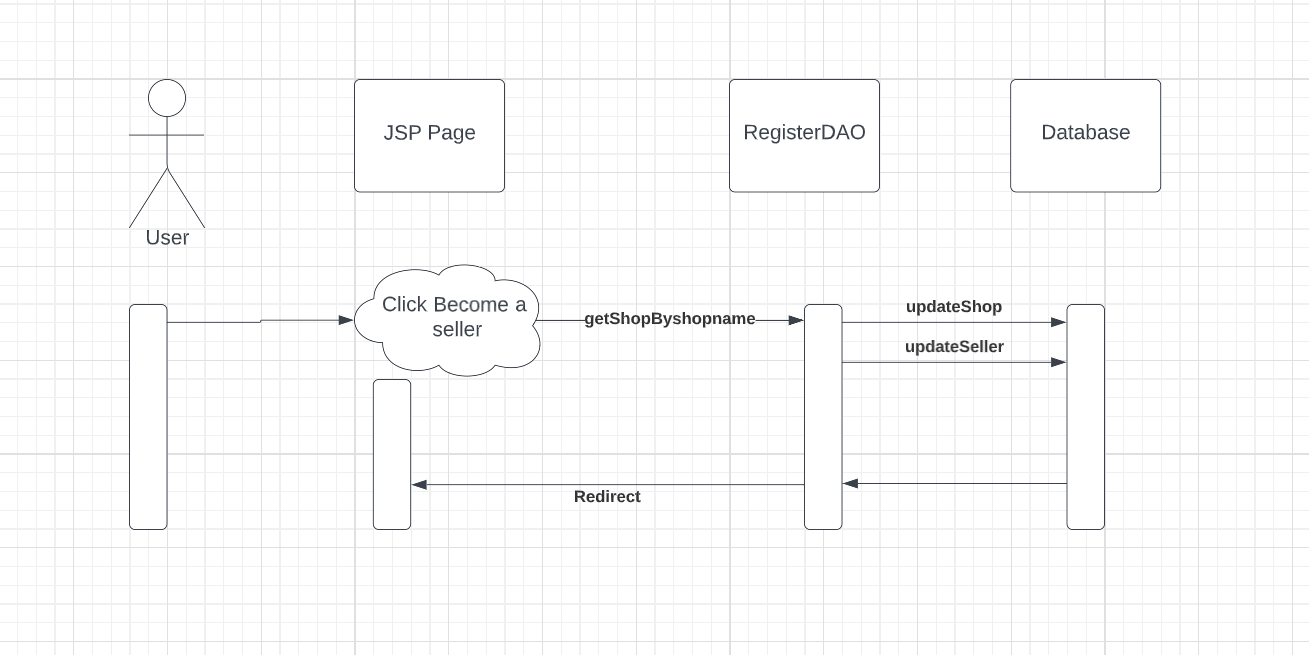 JSP Page
RegisterDAO
Database
User
Click Become a
seller
getShopByshopname
updateShop
updateSeller
Redirect